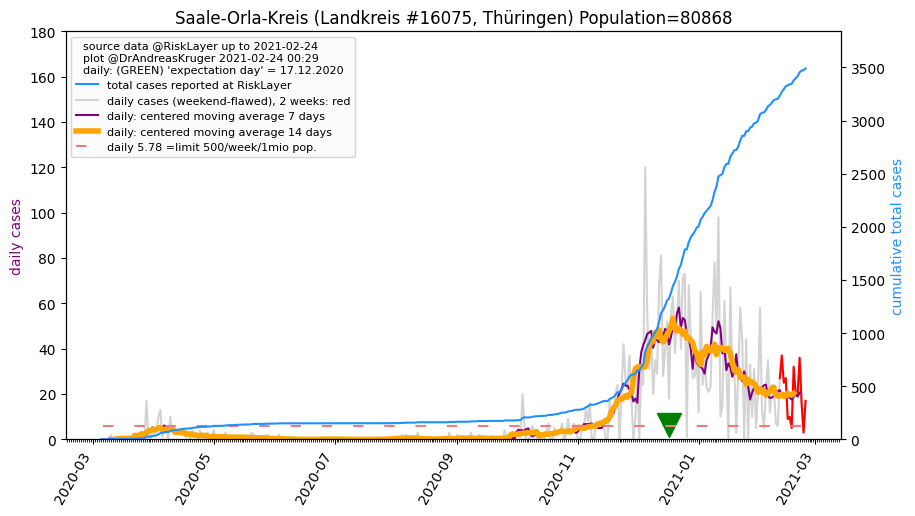 Saale-Orla-Kreis (Landkreis #16075, Thüringen) Population=80868
source data @RiskLayer up to 2021-02-24
plot @DrAndreasKruger 2021-02-24 00:29
daily: (GREEN) 'expectation day' = 17.12.2020
total cases reported at RiskLayer
daily cases (weekend-flawed), 2 weeks: red
daily: centered moving average 7 days
daily: centered moving average 14 days
daily 5.78 =limit 500/week/1mio pop.
daily cases
180
160
140
120
100
80
60
40
20
0
cumulative total cases
3500
3000
2500
2000
1500
1000
500
0
2020-03
2020-05
2020-07
2020-09
2020-11
2021-01
2021-03